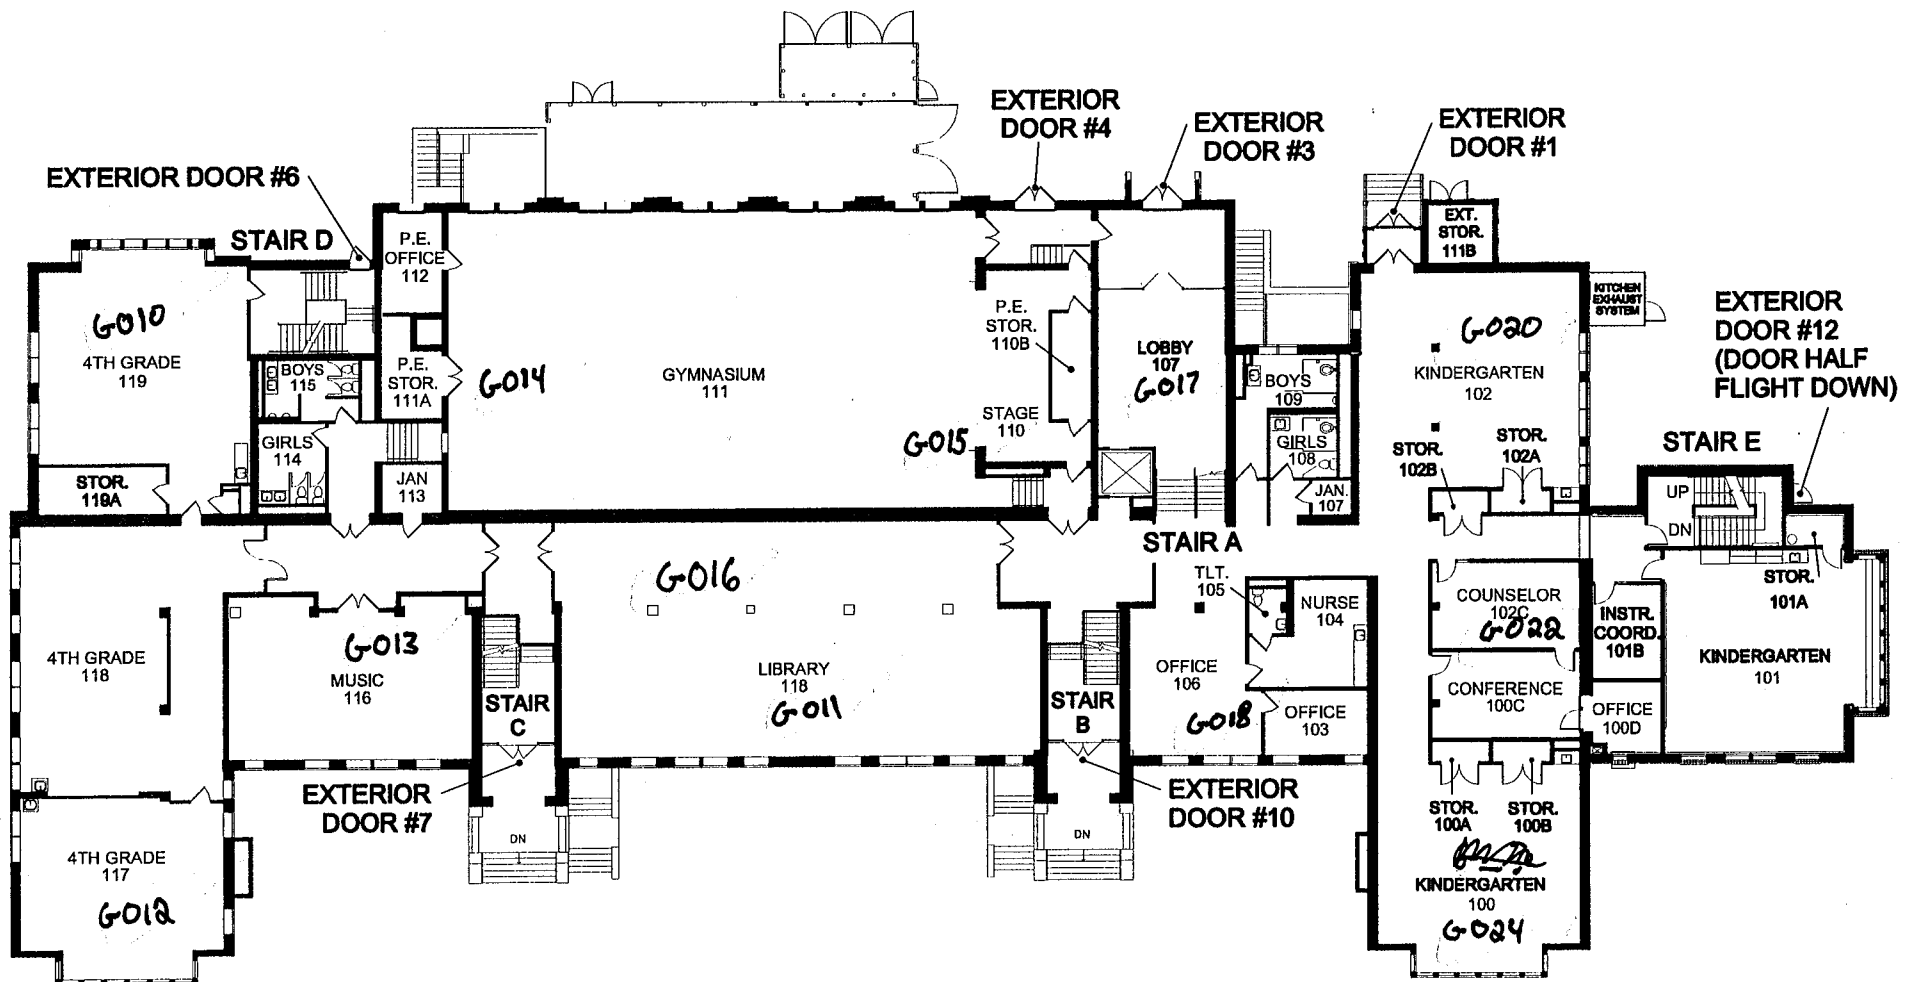 EXTERIOR
DOOR #4
EXTERIOR
DOOR #3
EXTERIOR
DOOR #1
EXTERIOR DOOR #6
STAIR D
P.E.
OFFICE
112
EXT.
STOR.
111B
KITCHEN
EXHAUST
SYSTEM
EXTERIOR
DOOR #12
(DOOR HALF
FLIGHT DOWN)
G010
4TH GRADE
119
P.E.
STOR.
110B
G020
KINDERGARTEN
102
LOBBY
107
G017
BOYS
115
P.E.
STOR.
111A
G014
GYMNASIUM
111
BOYS
109
STAGE
110
G015
GIRLS
114
GIRLS
108
STOR.
102B
STOR.
102A
STAIR E
STOR.
119A
JAN
113
JAN.
107
UP
DN
STAIR A
G016
TLT.
105
NURSE
104
COUNSELOR
102C
G022
STOR.
101A
INSTR.
COORD.
101B
4TH GRADE
118
G013
MUSIC
116
LIBRARY
118
G011
OFFICE
106
G018
KINDERGARTEN
101
CONFERENCE
100C
STAIR
C
STAIR
B
OFFICE
103
OFFICE
100D
EXTERIOR
DOOR #7
EXTERIOR
DOOR #10
STOR.
100A
STOR.
100B
DN
DN
4TH GRADE
117
G012
KINDERGARTEN
100
G024